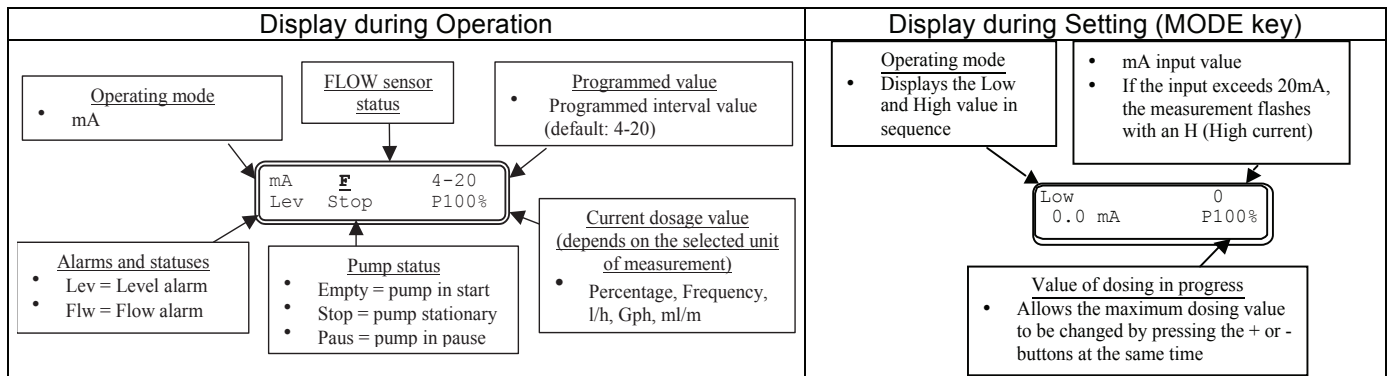 Display during Operation
Operating mode
• mA
FLOW sensor
status
Programmed value
• Programmed interval value
(default: 4-20)
mA F 4-20
Lev Stop P100%
Alarms and statuses
• Lev = Level alarm
• Flw = Flow alarm
Pump status
• Empty = pump in start
• Stop = pump stationary
• Paus = pump in pause
Current dosage value
(depends on the selected unit
of measurement)
• Percentage, Frequency,
l/h, Gph, ml/m
Display during Setting (MODE key)
Operating mode
• Displays the Low
and High value in
sequence
• mA input value
• If the input exceeds 20mA,
the measurement flashes
with an H (High current)
Low 0
0.0 mA P100%
Value of dosing in progress
• Allows the maximum dosing value
to be changed by pressing the + or -
buttons at the same time